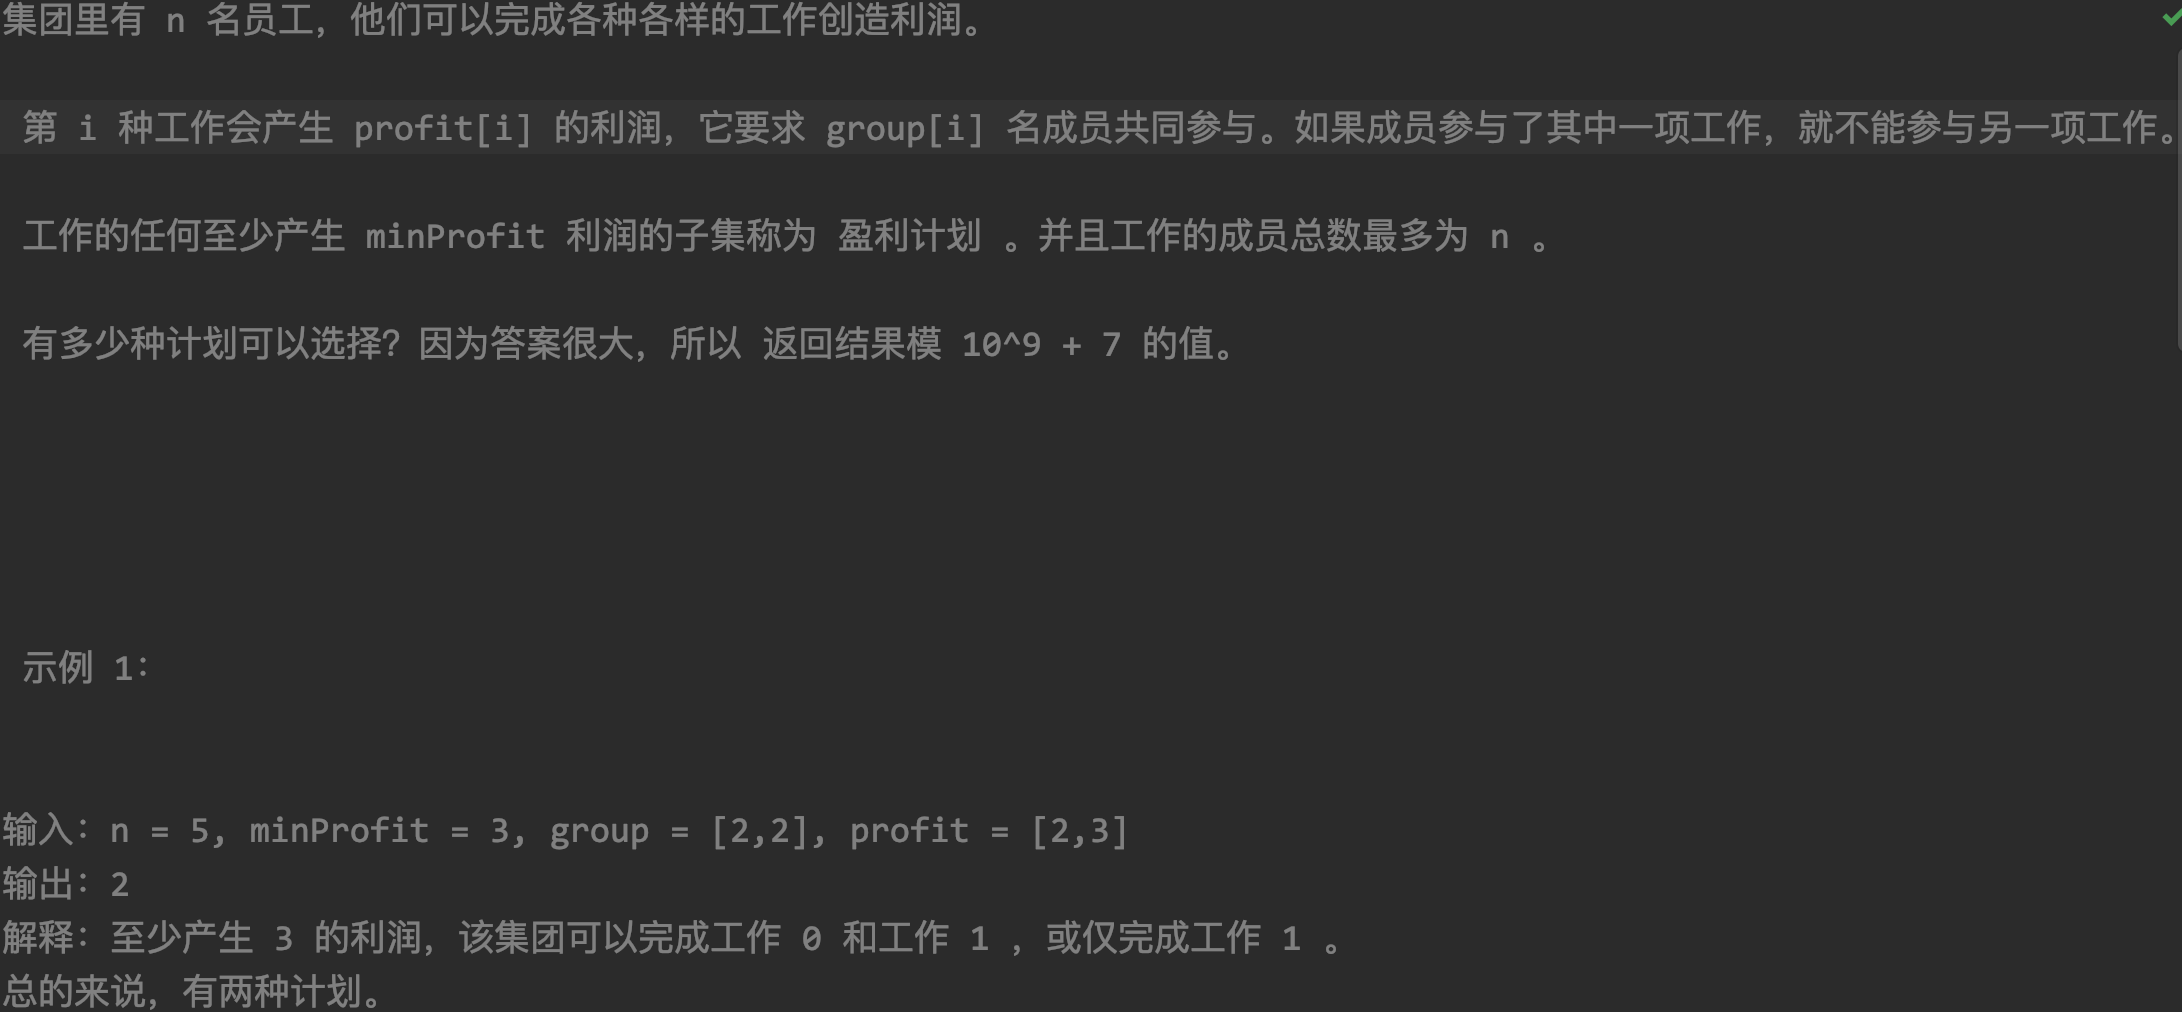 集团里有 n 名员工，他们可以完成各种各样的工作创造利润。
第 i 种工作会产生 profit[i] 的利润，它要求 group[i] 名成员共同参与。如果成员参与了其中一项工作，就不能参与另一项工作。
工作的任何至少产生 minProfit 利润的子集称为 盈利计划 。并且工作的成员总数最多为 n 。
有多少种计划可以选择？因为答案很大，所以 返回结果模 10^9 + 7 的值。
示例 1：
输入：n = 5, minProfit = 3, group = [2,2], profit = [2,3]
输出：2
解释：至少产生 3 的利润，该集团可以完成工作 0 和工作 1 ，或仅完成工作 1 。
总的来说，有两种计划。